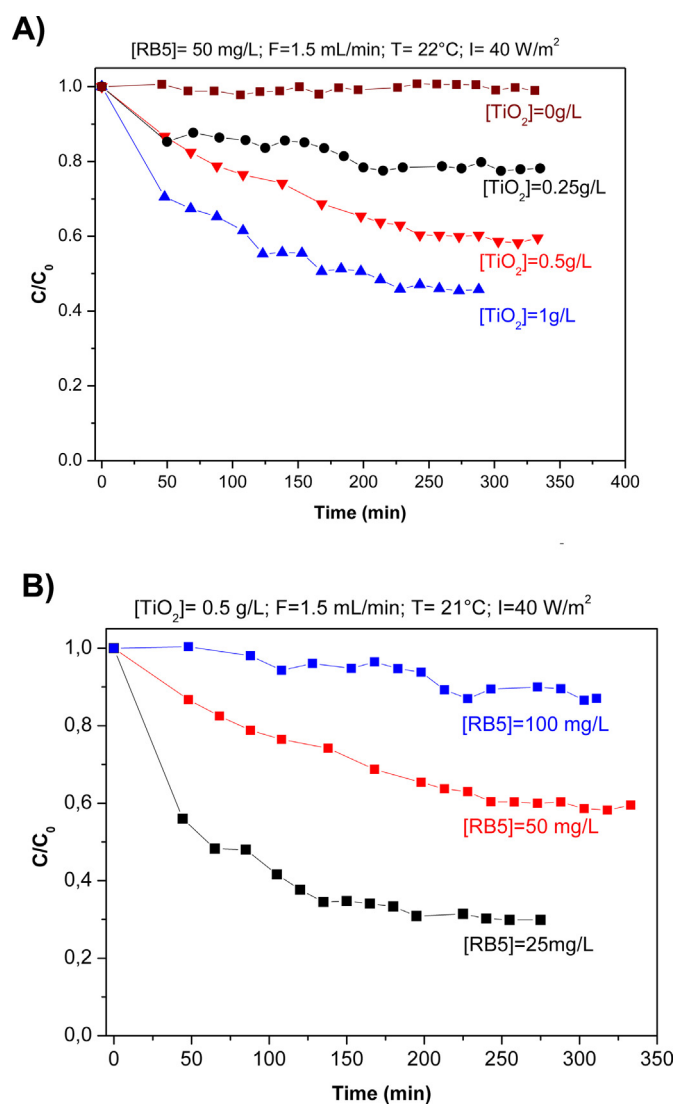 A)
[RB5]= 50 mg/L; F=1.5 mL/min; T= 22°C; I= 40 W/m²
1.0
0.8
0.6
0.4
0.2
0.0
C/C₀
[TiO₂]=0g/L
[TiO₂]=0.25g/L
[TiO₂]=0.5g/L
[TiO₂]=1g/L
0 50 100 150 200 250 300 350 400
Time (min)
B)
[TiO₂]= 0.5 g/L; F=1.5 mL/min; T= 21°C; I=40 W/m²
1,0
0,8
0,6
0,4
0,2
0,0
C/C₀
[RB5]=100 mg/L
[RB5]=50 mg/L
[RB5]=25mg/L
0 50 100 150 200 250 300 350
Time (min)